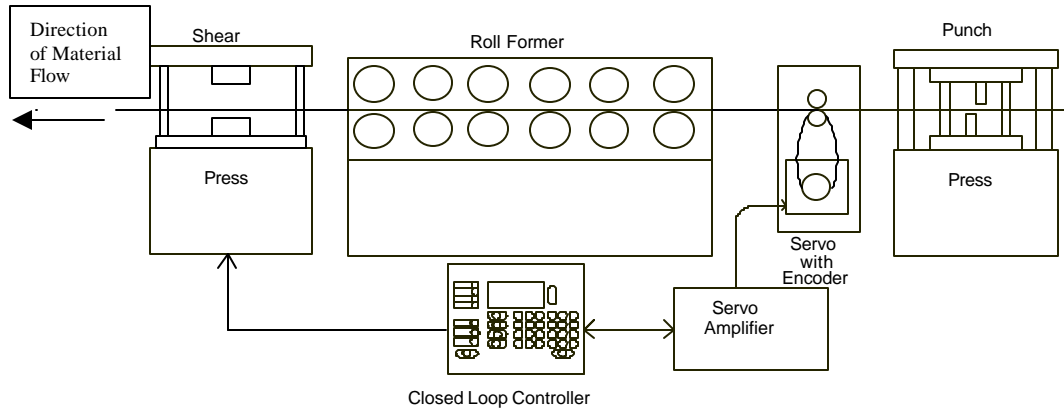 Direction
of Material
Flow
Shear
Roll Former
Punch
Press
Press
Servo
with
Encoder
Servo
Amplifier
Closed Loop Controller